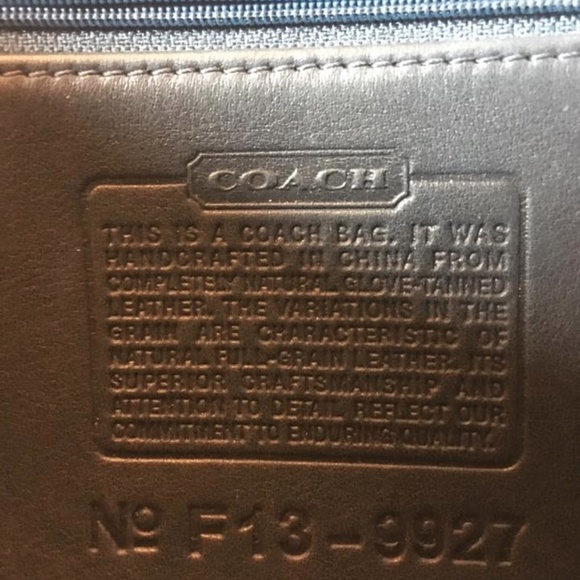 COACH
THIS IS A COACH BAG. IT WAS
HANDCRAFTED IN CHINA FROM
COMPLETELY NATURAL GLOVE-TANNED
LEATHER. THE VARIATIONS IN THE
GRAIN ARE CHARACTERISTIC OF
NATURAL FULL-GRAIN LEATHER. ITS
SUPERIOR CRAFTSMANSHIP AND
ATTENTION TO DETAIL REFLECT OUR
COMMITMENT TO ENDURING QUALITY.
№ F13-9927